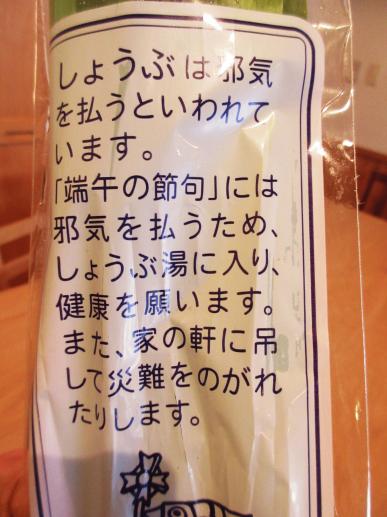 しょうぶは邪気
を払うといわれて
います。
「端午の節句」には
邪気を払うため、
しょうぶ湯に入り、
健康を願います。
また、家の軒に吊
して災難をのがれ
たりします。